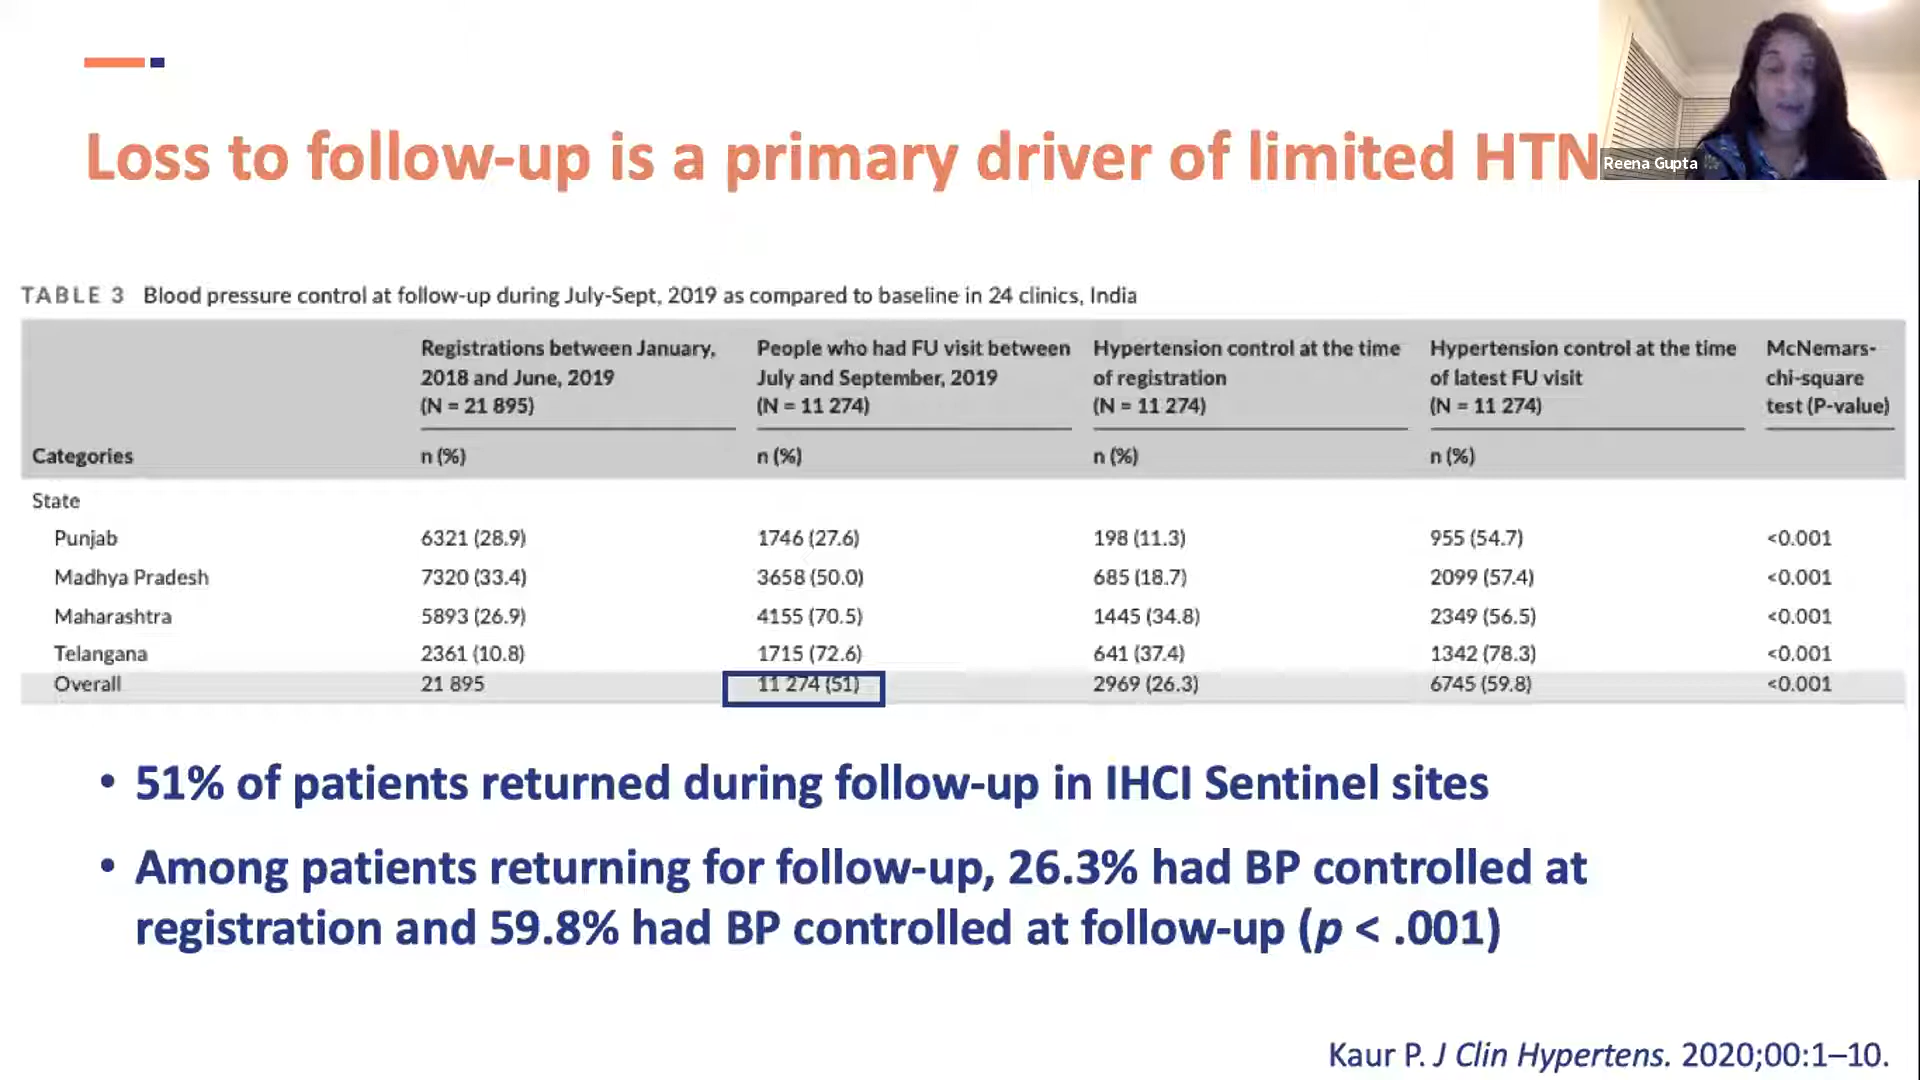 Loss to follow-up is a primary driver of limited HTN
Reena Gupta
TABLE 3 Blood pressure control at follow-up during July-Sept, 2019 as compared to baseline in 24 clinics, India
Registrations between January, People who had FU visit between Hypertension control at the time Hypertension control at the time McNemars-
2018 and June, 2019 July and September, 2019 of registration of latest FU visit chi-square
(N = 21 895) (N = 11 274) (N = 11 274) (N = 11 274) test (P-value)
Categories n (%) n (%) n (%) n (%)
State
Punjab 6321 (28.9) 1746 (27.6) 198 (11.3) 955 (54.7) <0.001
Madhya Pradesh 7320 (33.4) 3658 (50.0) 685 (18.7) 2099 (57.4) <0.001
Maharashtra 5893 (26.9) 4155 (70.5) 1445 (34.8) 2349 (56.5) <0.001
Telangana 2361 (10.8) 1715 (72.6) 641 (37.4) 1342 (78.3) <0.001
Overall 21 895 11 274 (51) 2969 (26.3) 6745 (59.8) <0.001
• 51% of patients returned during follow-up in IHCI Sentinel sites
• Among patients returning for follow-up, 26.3% had BP controlled at
registration and 59.8% had BP controlled at follow-up (p < .001)
Kaur P. J Clin Hypertens. 2020;00:1–10.